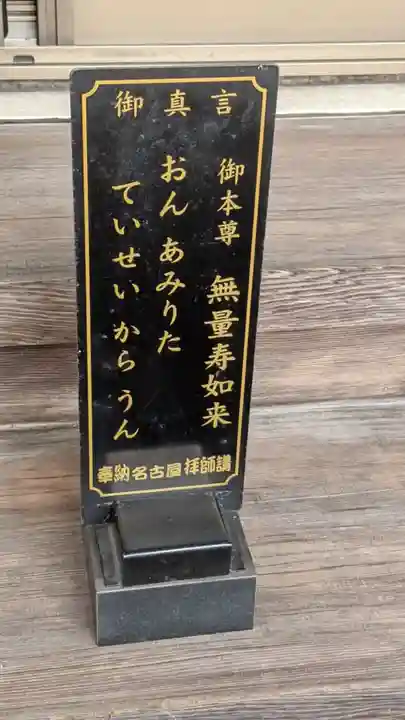 御真言
御本尊 無量寿如来
おん あみりた
ていせいから うん
奉納名古屋拝師講